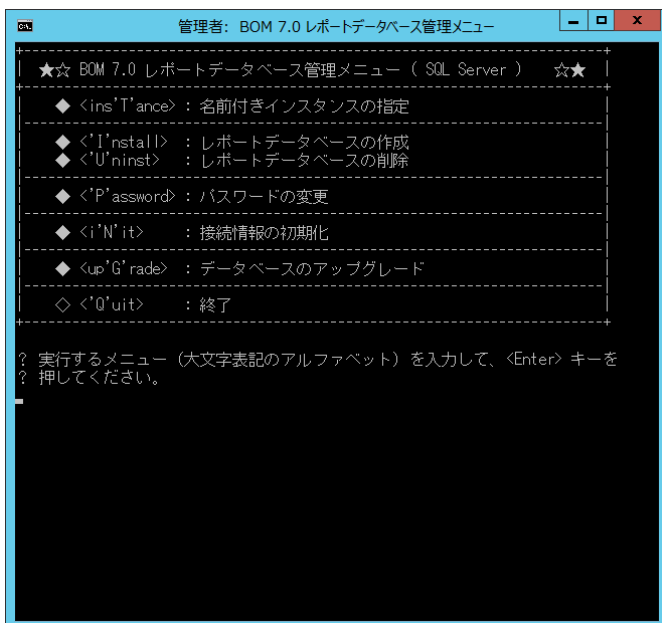 管理者: BOM 7.0 レポートデータベース管理メニュー
★☆ BOM 7.0 レポートデータベース管理メニュー ( SQL Server ) ☆★
◆ <ins'T'ance> : 名前付きインスタンスの指定
◆ <'I'nstall> : レポートデータベースの作成
◆ <'U'ninst> : レポートデータベースの削除
◆ <'P'assword> : パスワードの変更
◆ <i'N'it> : 接続情報の初期化
◆ <up'G'rade> : データベースのアップグレード
◇ <'Q'uit> : 終了
? 実行するメニュー (大文字表記のアルファベット) を入力して、<Enter> キーを
? 押してください。